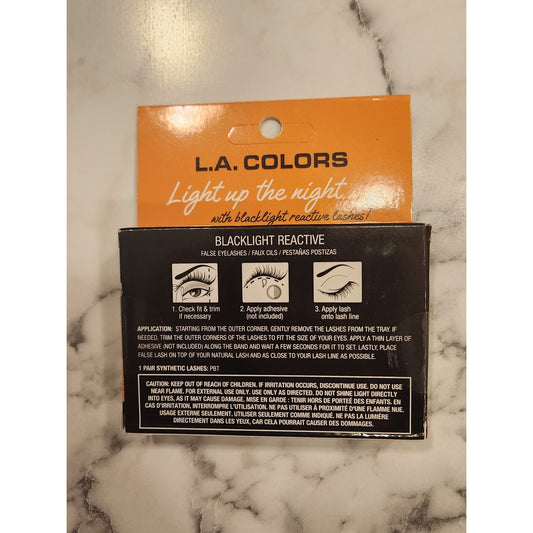 L.A. COLORS
Light up the night...
with blacklight reactive lashes!
BLACKLIGHT REACTIVE
FALSE EYELASHES / FAUX CILS / PESTAÑAS POSTIZAS
1. Check fit & trim
if necessary
2. Apply adhesive
(not included)
3. Apply lash
onto lash line
APPLICATION: STARTING FROM THE OUTER CORNER, GENTLY REMOVE THE LASHES FROM THE TRAY. IF
NEEDED, TRIM THE OUTER CORNERS OF THE LASHES TO FIT THE SIZE OF YOUR EYES. APPLY A THIN LAYER OF
ADHESIVE (NOT INCLUDED) ALONG THE BAND AND WAIT A FEW SECONDS FOR IT TO SET. LASTLY, PLACE
FALSE LASH ON TOP OF YOUR NATURAL LASH AND AS CLOSE TO YOUR LASH LINE AS POSSIBLE.
1 PAIR SYNTHETIC LASHES: PBT
CAUTION: KEEP OUT OF REACH OF CHILDREN. IF IRRITATION OCCURS, DISCONTINUE USE. DO NOT USE
NEAR FLAME. FOR EXTERNAL USE ONLY. USE ONLY AS DIRECTED. DO NOT SHINE LIGHT DIRECTLY
INTO EYES, AS IT MAY CAUSE DAMAGE. MISE EN GARDE : TENIR HORS DE PORTÉE DES ENFANTS. EN
CAS D'IRRITATION, INTERROMPRE L'UTILISATION. NE PAS UTILISER À PROXIMITÉ D'UNE FLAMME NUE.
USAGE EXTERNE SEULEMENT. UTILISER SEULEMENT COMME INDIQUÉ. NE PAS LA LUMIÈRE
DIRECTEMENT DANS LES YEUX, CAR CELA POURRAIT CAUSER DES DOMMAGES.